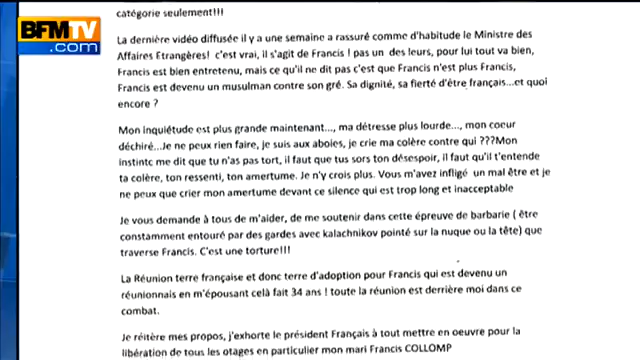 BFMTV
.com
catégorie seulement!!!
La dernière vidéo diffusée il y a une semaine a rassuré comme d'habitude le Ministre des
Affaires Etrangères! c'est vrai, il s'agit de Francis ! pas un des leurs, pour lui tout va bien,
Francis est bien entretenu, mais ce qu'il ne dit pas c'est que Francis n'est plus Francis,
Francis est devenu un musulman contre son gré. Sa dignité, sa fierté d'être français...et quoi
encore ?
Mon inquiétude est plus grande maintenant..., ma détresse plus lourde..., mon coeur
déchiré...Je ne peux rien faire, je suis aux aboies, je crie ma colère contre qui ???Mon
instintc me dit que tu n'as pas tort, il faut que tus sors ton désespoir, il faut qu'il t'entende
ta colère, ton ressenti, ton amertume. Je n'y crois plus. Vous m'avez infligé un mal être et je
ne peux que crier mon amertume devant ce silence qui est trop long et inacceptable
Je vous demande à tous de m'aider, de me soutenir dans cette épreuve de barbarie ( être
constamment entouré par des gardes avec kalachnikov pointé sur la nuque ou la tête) que
traverse Francis. C'est une torture!!!
La Réunion terre française et donc terre d'adoption pour Francis qui est devenu un
réunionnais en m'épousant celà fait 34 ans ! toute la réunion est derrière moi dans ce
combat.
Je réitère mes propos, j'exhorte le président Français à tout mettre en oeuvre pour la
libération de tous les otages en particulier mon mari Francis COLLOMP